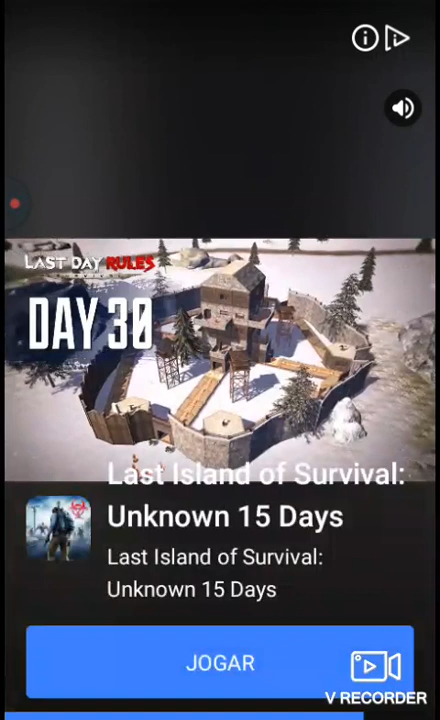 LAST DAY RULES
SURVIVAL
DAY 30
Last Island of Survival:
Unknown 15 Days
Last Island of Survival:
Unknown 15 Days
JOGAR
V RECORDER